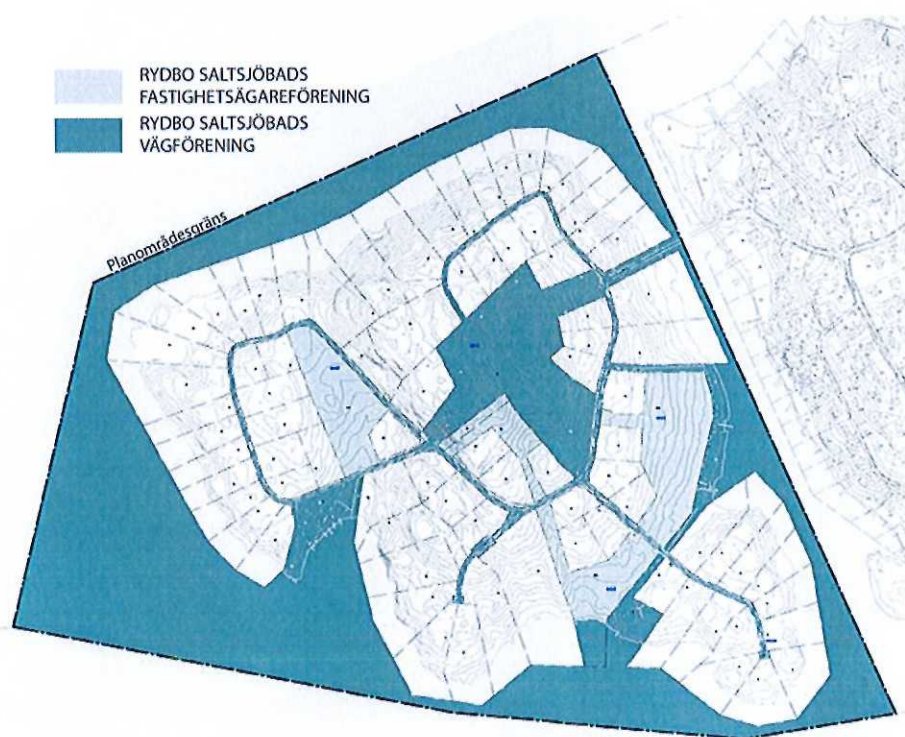 RYDBO SALTSJÖBADS
FASTIGHETSÄGAREFÖRENING
RYDBO SALTSJÖBADS
VÄGFÖRENING
Planområdesgräns